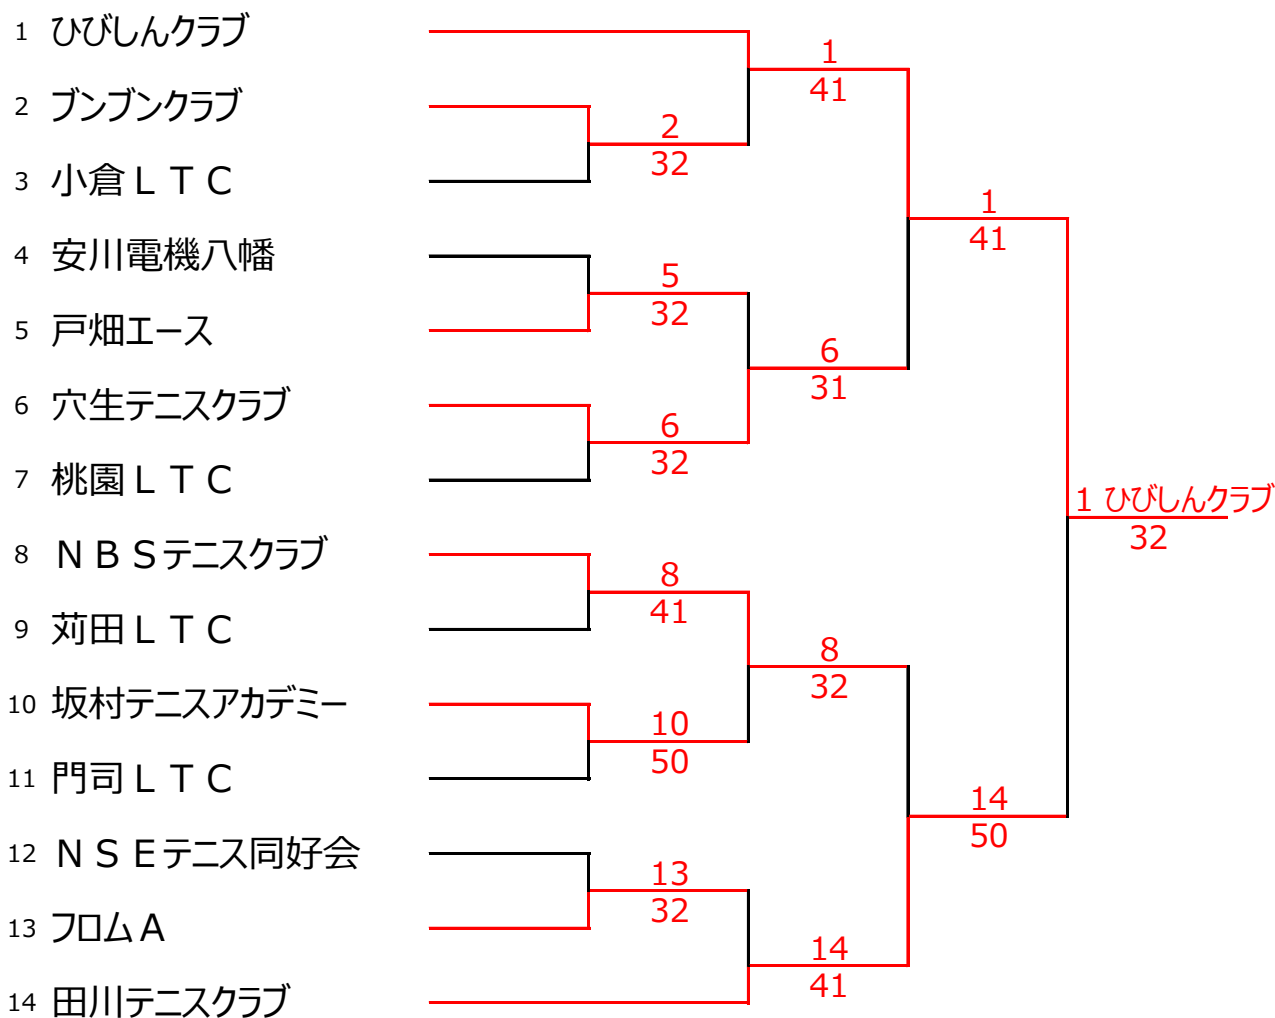 1 ひびしんクラブ
2 ブンブンクラブ
3 小倉ＬＴＣ
4 安川電機八幡
5 戸畑エース
6 穴生テニスクラブ
7 桃園ＬＴＣ
8 ＮＢＳテニスクラブ
9 苅田ＬＴＣ
10 坂村テニスアカデミー
11 門司ＬＴＣ
12 ＮＳＥテニス同好会
13 フロムＡ
14 田川テニスクラブ
2
32
5
32
6
32
8
41
10
50
13
32
1
41
6
31
8
32
14
41
1
41
14
50
1 ひびしんクラブ
32